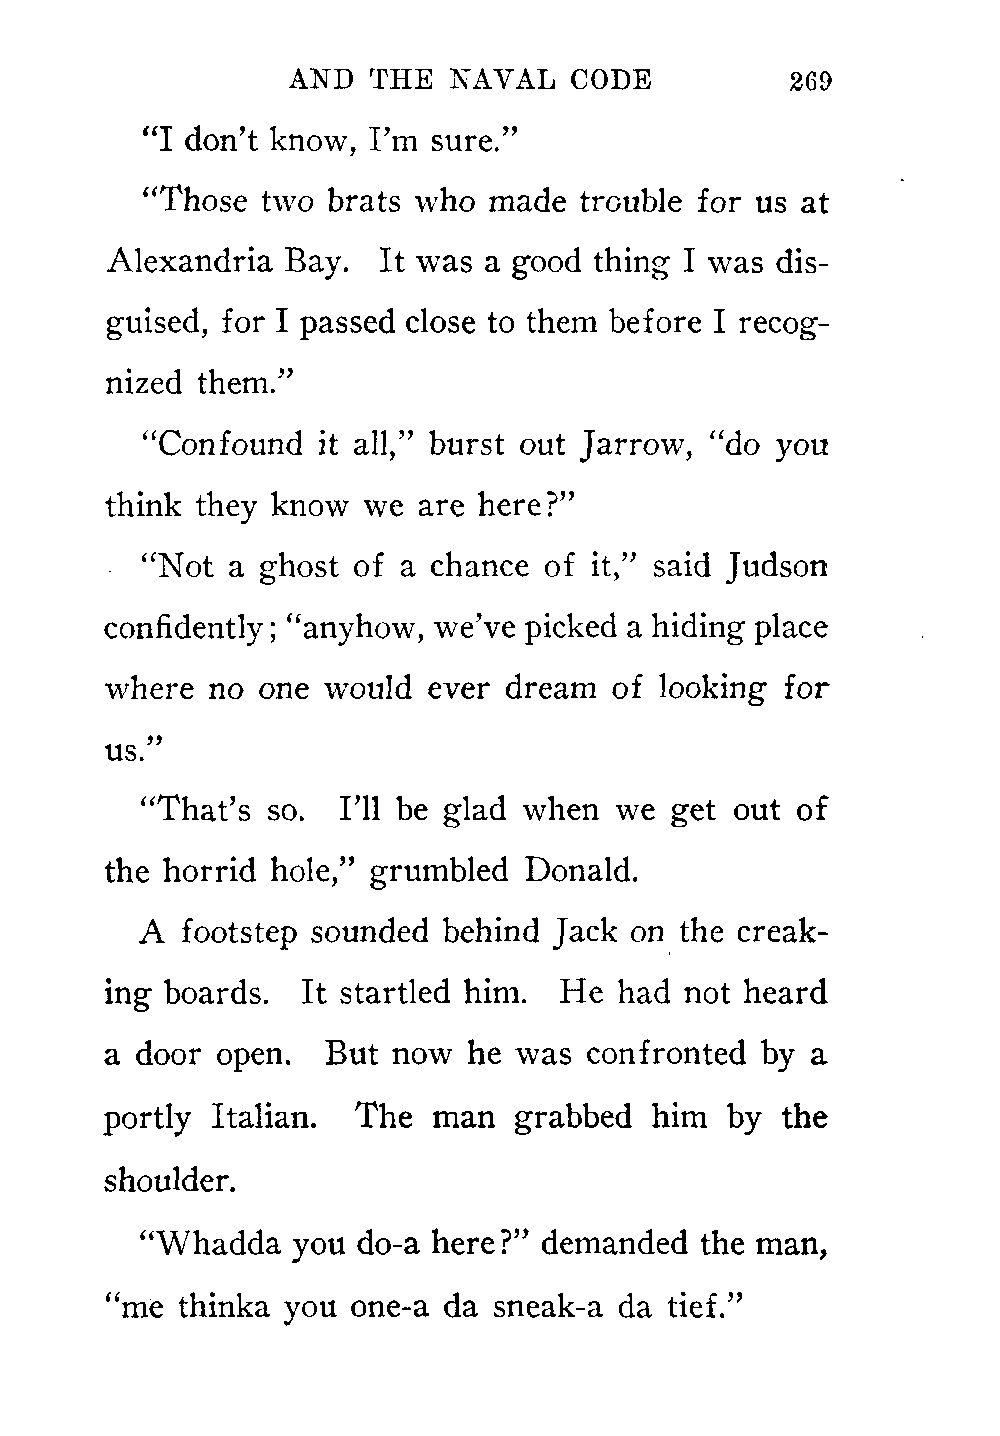 AND THE NAVAL CODE 269
“I don’t know, I’m sure.”
“Those two brats who made trouble for us at
Alexandria Bay. It was a good thing I was dis-
guised, for I passed close to them before I recog-
nized them.”
“Confound it all,” burst out Jarrow, “do you
think they know we are here?”
“Not a ghost of a chance of it,” said Judson
confidently; “anyhow, we’ve picked a hiding place
where no one would ever dream of looking for
us.”
“That’s so. I’ll be glad when we get out of
the horrid hole,” grumbled Donald.
A footstep sounded behind Jack on the creak-
ing boards. It startled him. He had not heard
a door open. But now he was confronted by a
portly Italian. The man grabbed him by the
shoulder.
“Whadda you do-a here?” demanded the man,
“me thinka you one-a da sneak-a da tief.”